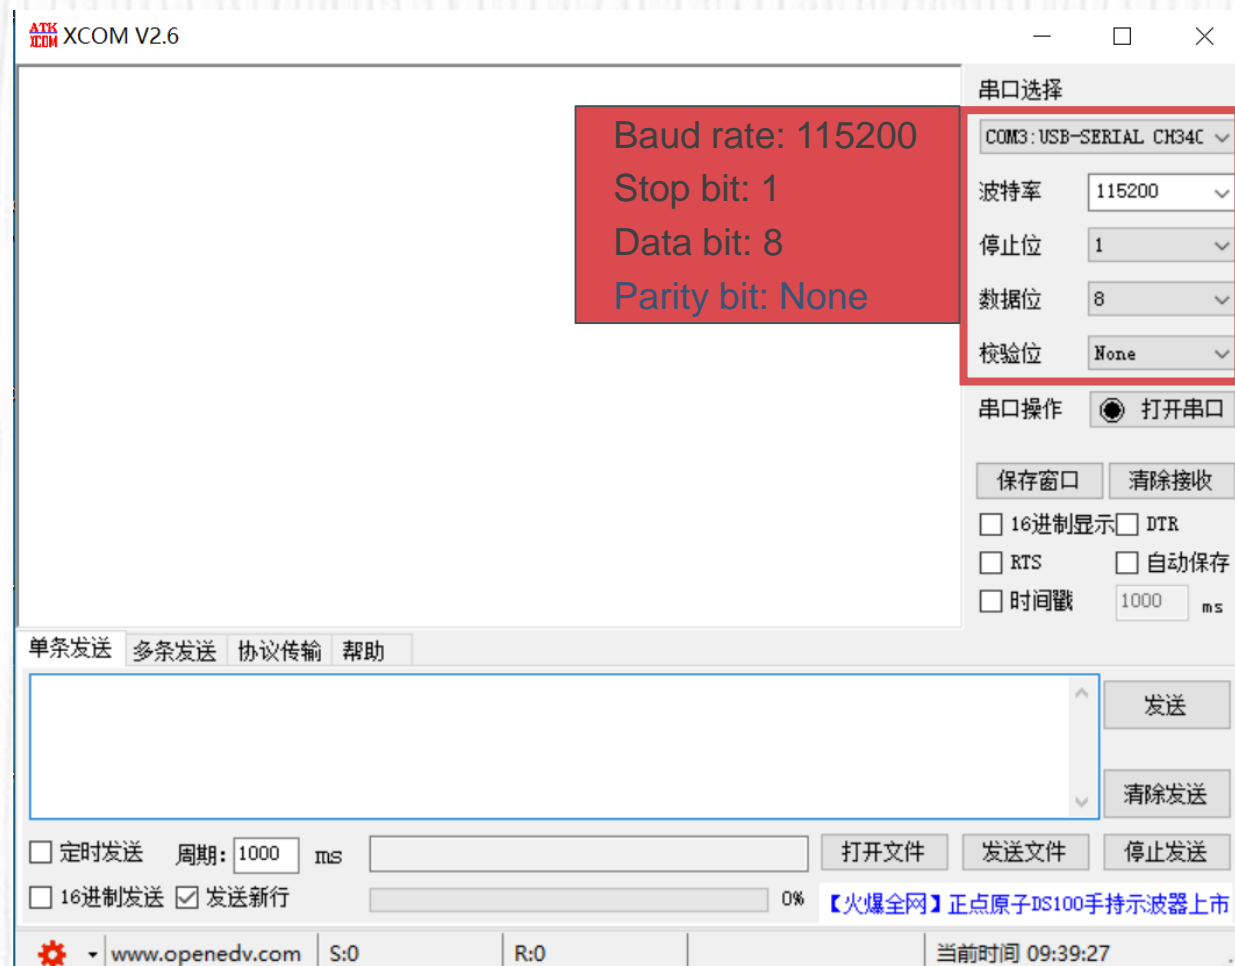 ATK XCOM XCOM V2.6
串口选择
Baud rate: 115200
Stop bit: 1
Data bit: 8
Parity bit: None
COM3:USB-SERIAL CH34C
波特率 115200
停止位 1
数据位 8
校验位 None
串口操作 打开串口
保存窗口 清除接收
16进制显示 DTR
RTS 自动保存
时间戳 1000 ms
单条发送 多条发送 协议传输 帮助
发送
清除发送
定时发送 周期: 1000 ms 打开文件 发送文件 停止发送
16进制发送 发送新行 0% 【火爆全网】正点原子DS100手持示波器上市
www.openedv.com S:0 R:0 当前时间 09:39:27